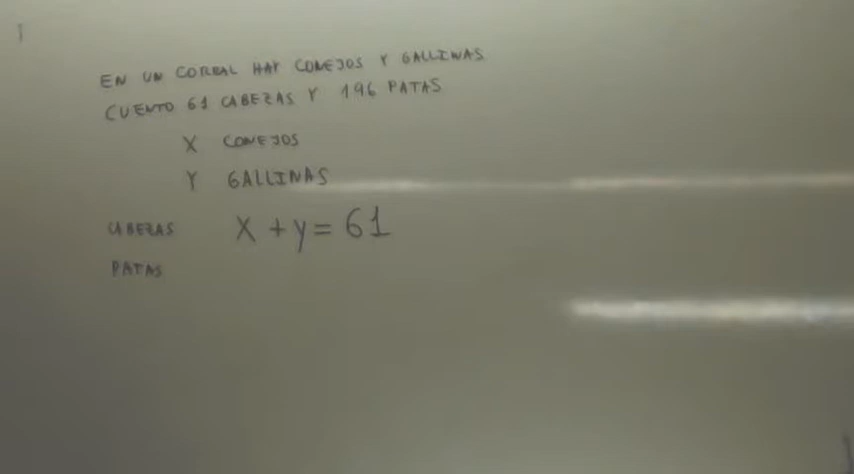 EN UN CORRAL HAY CONEJOS Y GALLINAS
CUENTO 61 CABEZAS Y 196 PATAS
X CONEJOS
Y GALLINAS
CABEZAS X + y = 61
PATAS